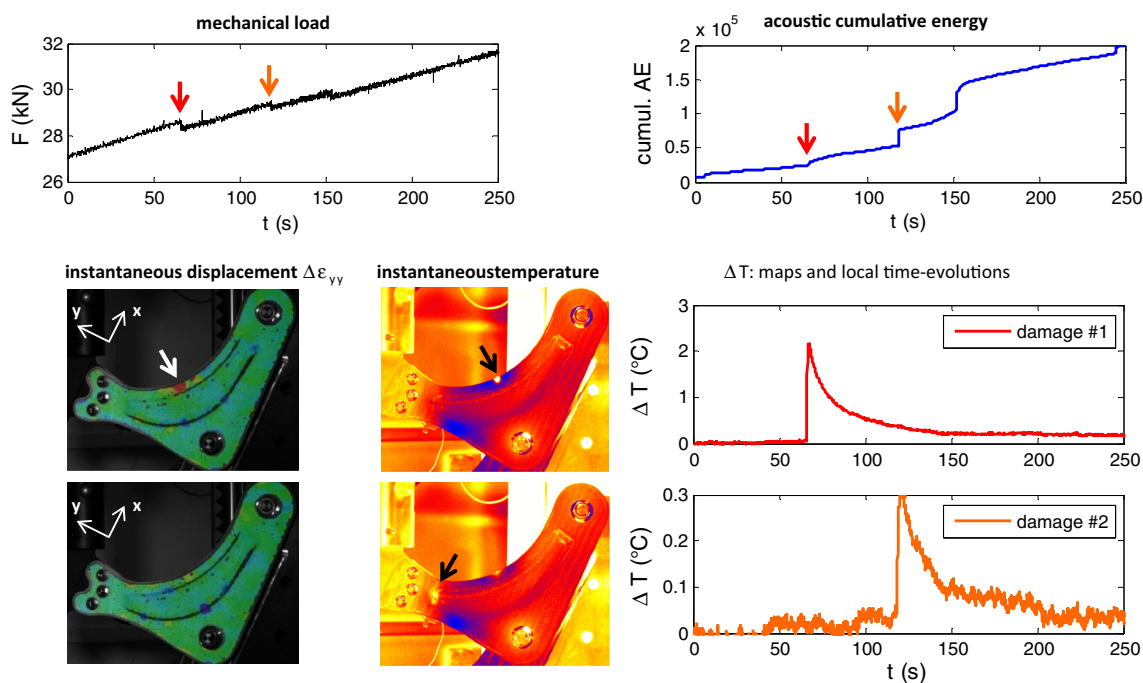 mechanical load
32
30
28
26
F (kN)
0 50 100 150 200 250
t (s)
acoustic cumulative energy
x 10^5
2
1.5
1
0.5
0
cumul. AE
0 50 100 150 200 250
t (s)
instantaneous displacement Δε_yy
y x
y x
instantaneoustemperature
ΔT: maps and local time-evolutions
3
2
1
0
Δ T (°C)
damage #1
0 50 100 150 200 250
0.3
0.2
0.1
0
Δ T (°C)
damage #2
0 50 100 150 200 250
t (s)